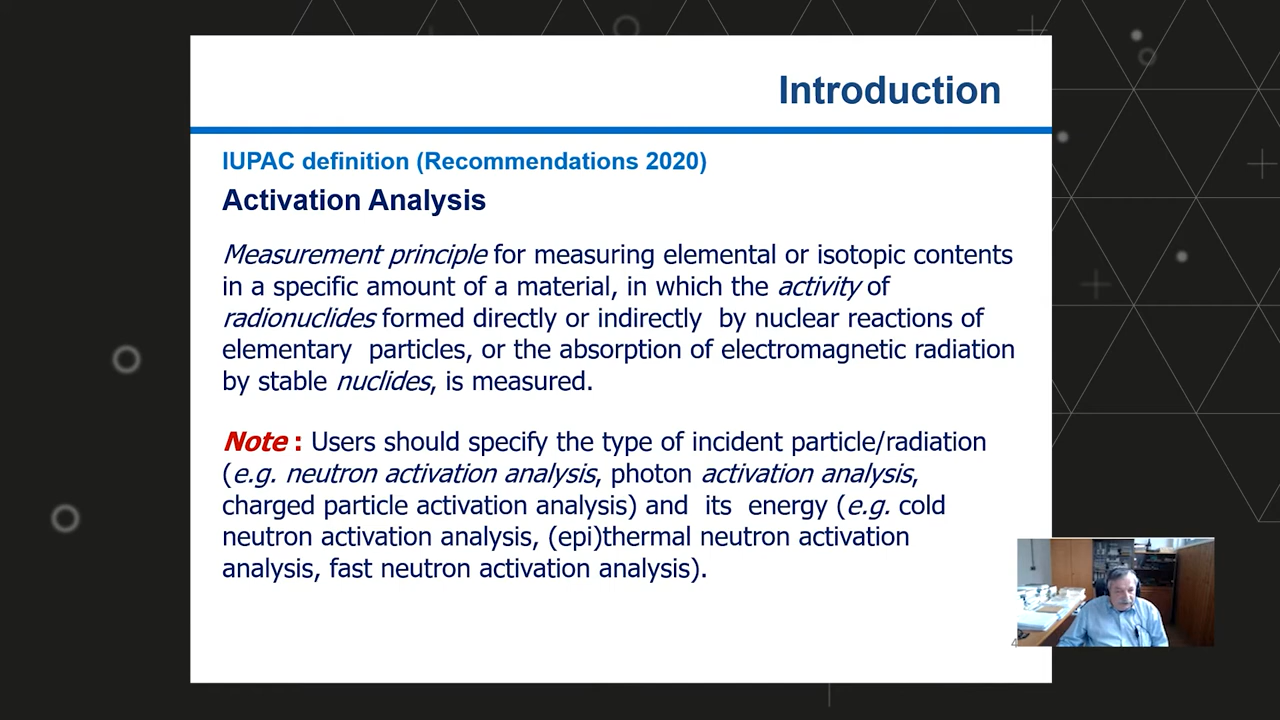 Introduction
IUPAC definition (Recommendations 2020)
Activation Analysis
Measurement principle for measuring elemental or isotopic contents
in a specific amount of a material, in which the activity of
radionuclides formed directly or indirectly by nuclear reactions of
elementary particles, or the absorption of electromagnetic radiation
by stable nuclides, is measured.
Note : Users should specify the type of incident particle/radiation
(e.g. neutron activation analysis, photon activation analysis,
charged particle activation analysis) and its energy (e.g. cold
neutron activation analysis, (epi)thermal neutron activation
analysis, fast neutron activation analysis).